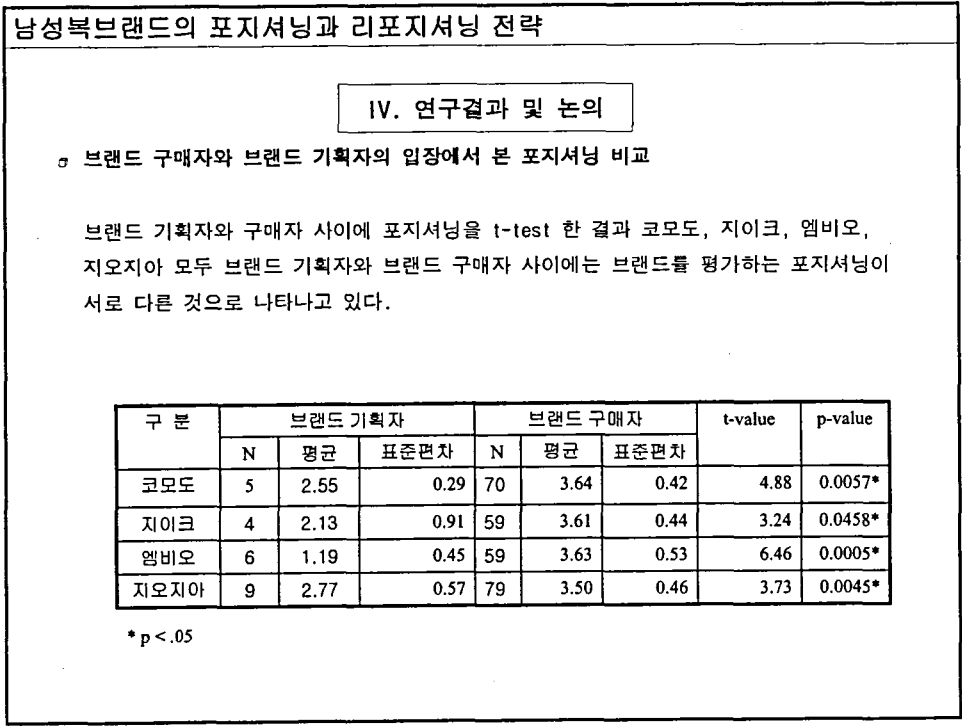 남성복브랜드의 포지셔닝과 리포지셔닝 전략
IV. 연구결과 및 논의
브랜드 구매자와 브랜드 기획자의 입장에서 본 포지셔닝 비교
브랜드 기획자와 구매자 사이에 포지셔닝을 t-test 한 결과 코모도, 지이크, 엠비오,
지오지아 모두 브랜드 기획자와 브랜드 구매자 사이에는 브랜드를 평가하는 포지셔닝이
서로 다른 것으로 나타나고 있다.
구 분 브랜드 기획자 브랜드 구매자 t-value p-value
N 평균 표준편차 N 평균 표준편차
코모도 5 2.55 0.29 70 3.64 0.42 4.88 0.0057*
지이크 4 2.13 0.91 59 3.61 0.44 3.24 0.0458*
엠비오 6 1.19 0.45 59 3.63 0.53 6.46 0.0005*
지오지아 9 2.77 0.57 79 3.50 0.46 3.73 0.0045*
* p < .05